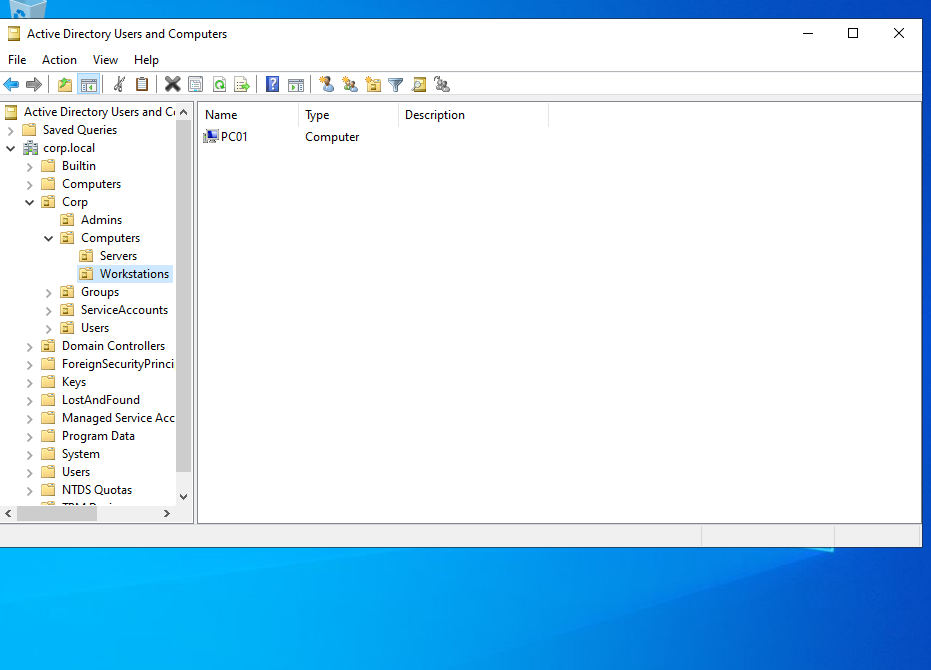 Active Directory Users and Computers
File Action View Help
Active Directory Users and C
Name Type Description
Saved Queries
PC01 Computer
corp.local
Builtin
Computers
Corp
Admins
Computers
Servers
Workstations
Groups
ServiceAccounts
Users
Domain Controllers
ForeignSecurityPrinci
Keys
LostAndFound
Managed Service Acc
Program Data
System
Users
NTDS Quotas